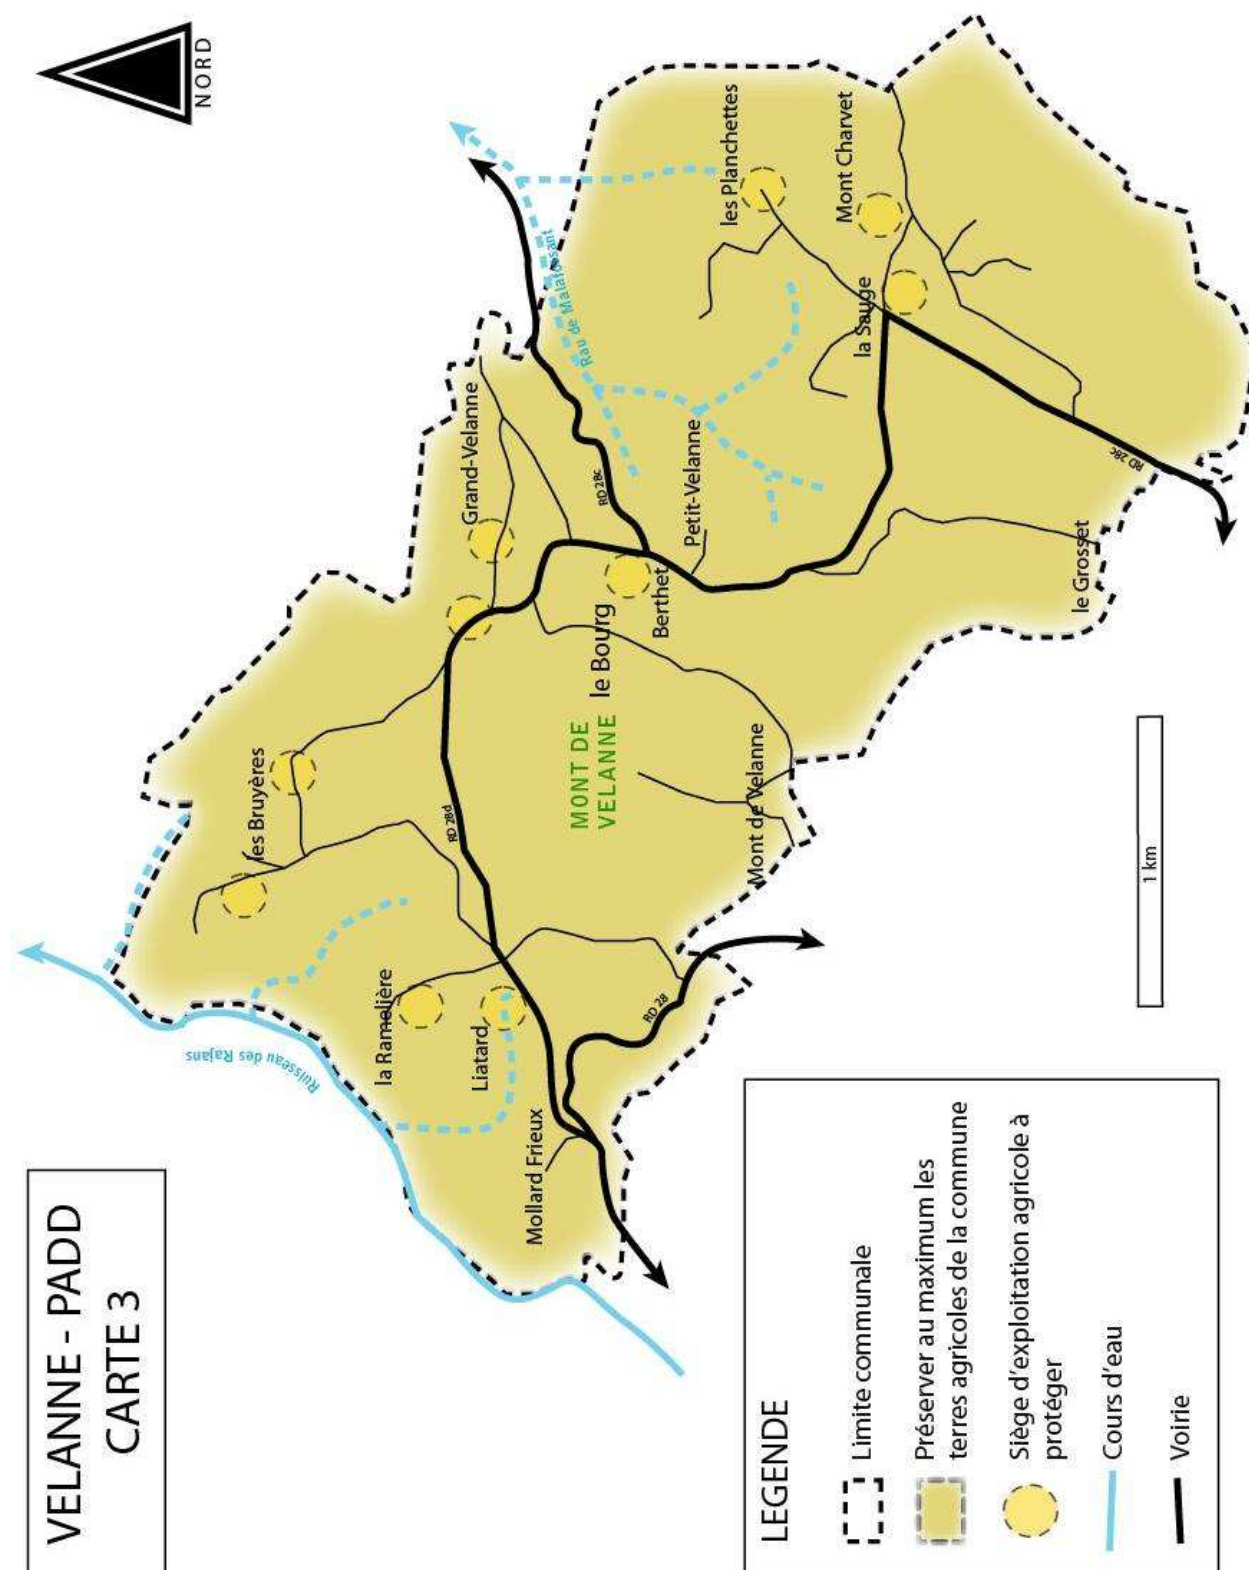 VELANNE - PADD
CARTE 3
NORD
Ruisseau des Rajans
les Bruyères
la Ramelière
Liatard
Mollard Frieux
RD 28d
RD 28
MONT DE
VELANNE
Mont de Velanne
Grand-Velanne
le Bourg
Berthet
RD 28c
Petit-Velanne
Rau de Malafossant
les Planchettes
Mont Charvet
la Sauge
RD 28c
le Grosset
1 km
LEGENDE
Limite communale
Préserver au maximum les
terres agricoles de la commune
Siège d'exploitation agricole à
protéger
Cours d'eau
Voirie